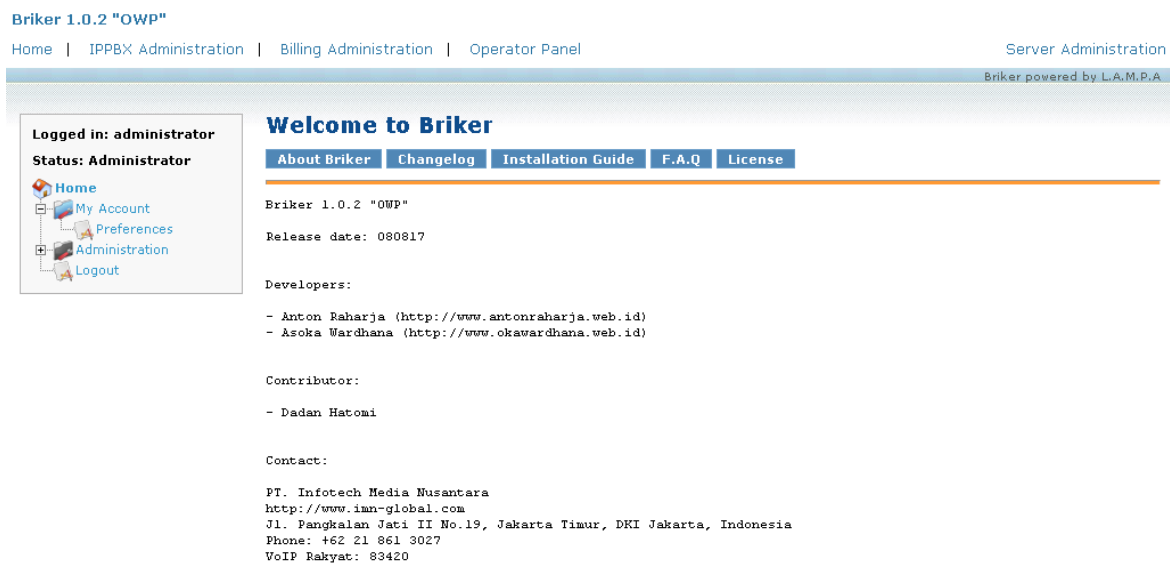 Briker 1.0.2 "OWP"
Home | IPPBX Administration | Billing Administration | Operator Panel Server Administration
Briker powered by L.A.M.P.A
Logged in: administrator
Status: Administrator
Home
My Account
Preferences
Administration
Logout
Welcome to Briker
About Briker Changelog Installation Guide F.A.Q License
Briker 1.0.2 "OWP"
Release date: 080817
Developers:
- Anton Raharja (http://www.antonraharja.web.id)
- Asoka Wardhana (http://www.okawardhana.web.id)
Contributor:
- Dadan Hatomi
Contact:
PT. Infotech Media Nusantara
http://www.imn-global.com
Jl. Pangkalan Jati II No.19, Jakarta Timur, DKI Jakarta, Indonesia
Phone: +62 21 861 3027
VoIP Rakyat: 83420